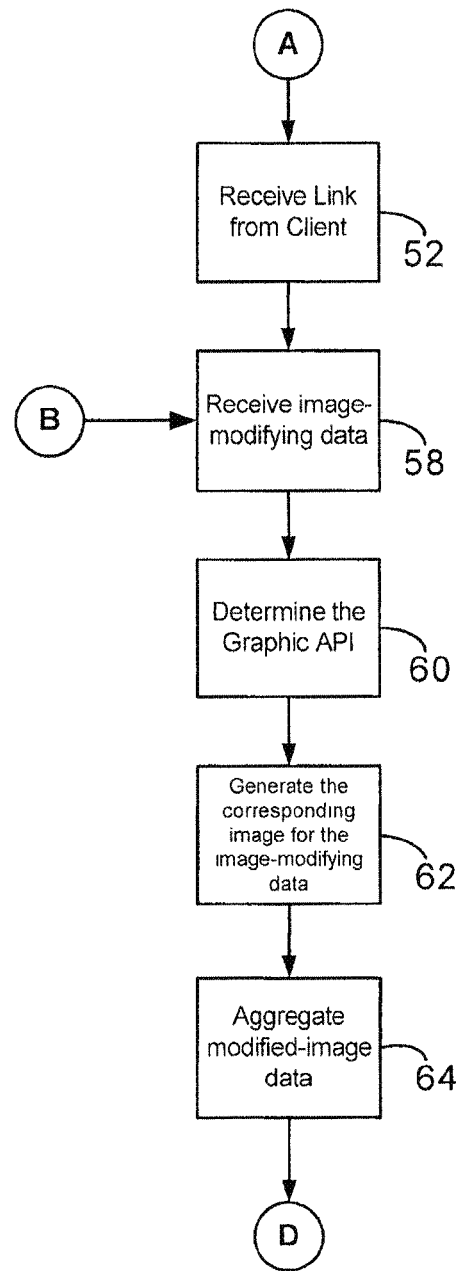 A
Receive Link
from Client
52
B
Receive image-
modifying data
58
Determine the
Graphic API
60
Generate the
corresponding
image for the
image-modifying
data
62
Aggregate
modified-image
data
64
D